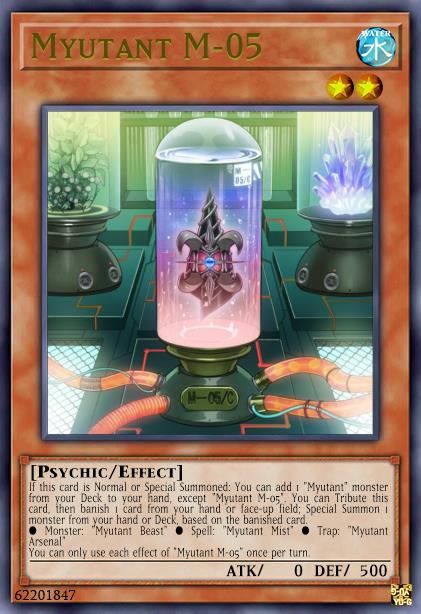 Myutant M-05
WATER
水
M-
05/C
M-05/C
[Psychic/Effect]
If this card is Normal or Special Summoned: You can add 1 "Myutant" monster
from your Deck to your hand, except "Myutant M-05". You can Tribute this
card, then banish 1 card from your hand or face-up field; Special Summon 1
monster from your hand or Deck, based on the banished card.
● Monster: "Myutant Beast" ● Spell: "Myutant Mist" ● Trap: "Myutant
Arsenal"
You can only use each effect of "Myutant M-05" once per turn.
ATK/ 0 DEF/ 500
62201847